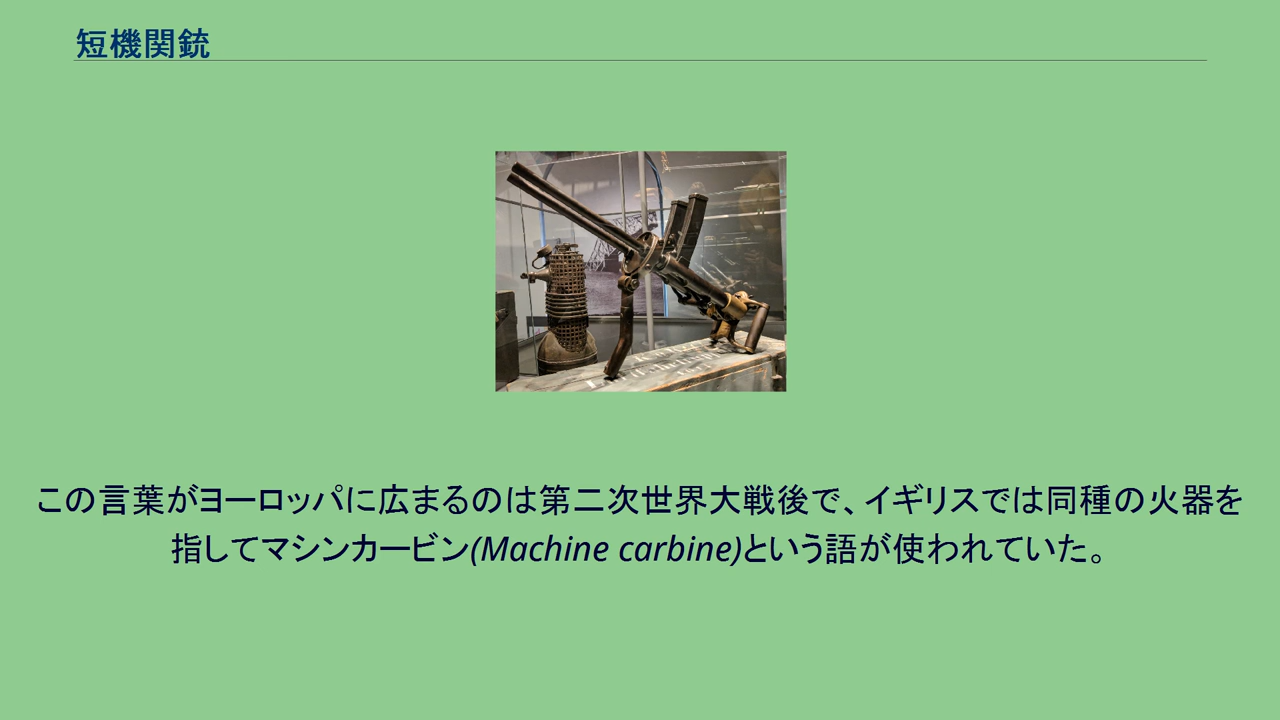 短機関銃
この言葉がヨーロッパに広まるのは第二次世界大戦後で、イギリスでは同種の火器を
指してマシンカービン(Machine carbine)という語が使われていた。